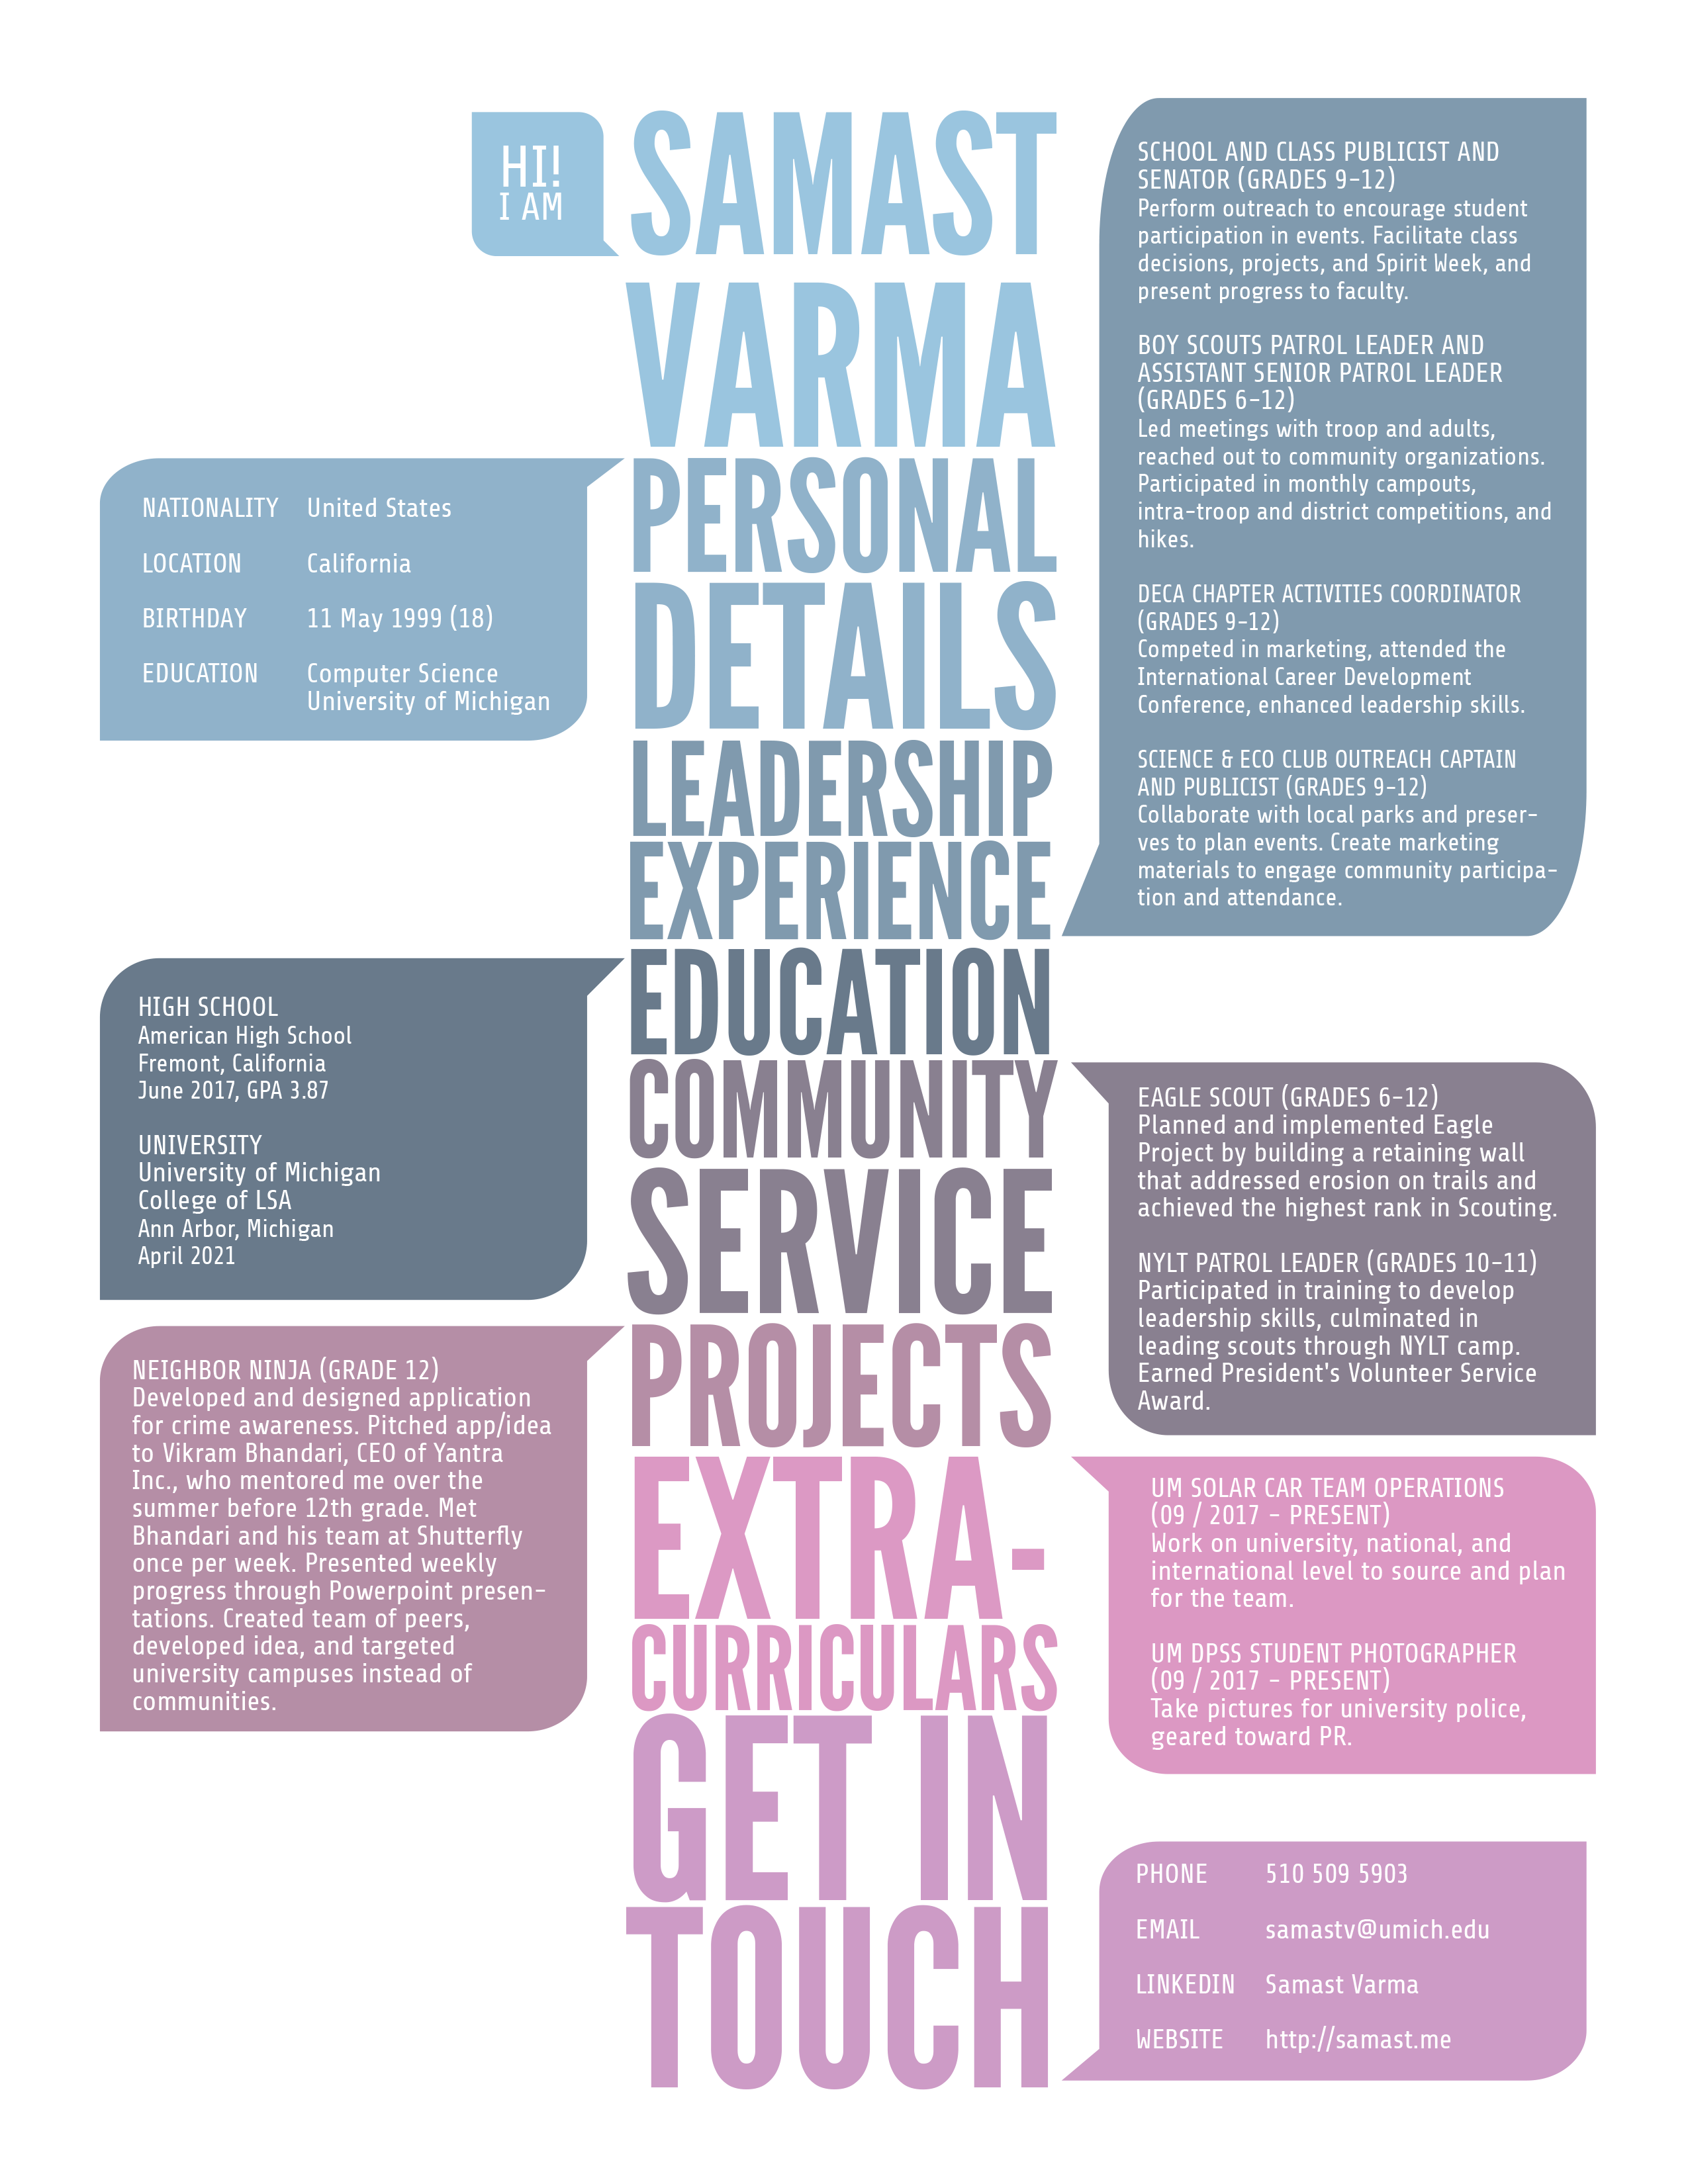 HI!
I AM
SAMAST
VARMA
PERSONAL
DETAILS
NATIONALITY United States
LOCATION California
BIRTHDAY 11 May 1999 (18)
EDUCATION Computer Science
University of Michigan
LEADERSHIP
EXPERIENCE
SCHOOL AND CLASS PUBLICIST AND
SENATOR (GRADES 9-12)
Perform outreach to encourage student
participation in events. Facilitate class
decisions, projects, and Spirit Week, and
present progress to faculty.
BOY SCOUTS PATROL LEADER AND
ASSISTANT SENIOR PATROL LEADER
(GRADES 6-12)
Led meetings with troop and adults,
reached out to community organizations.
Participated in monthly campouts,
intra-troop and district competitions, and
hikes.
DECA CHAPTER ACTIVITIES COORDINATOR
(GRADES 9-12)
Competed in marketing, attended the
International Career Development
Conference, enhanced leadership skills.
SCIENCE & ECO CLUB OUTREACH CAPTAIN
AND PUBLICIST (GRADES 9-12)
Collaborate with local parks and preser-
ves to plan events. Create marketing
materials to engage community participa-
tion and attendance.
EDUCATION
HIGH SCHOOL
American High School
Fremont, California
June 2017, GPA 3.87
UNIVERSITY
University of Michigan
College of LSA
Ann Arbor, Michigan
April 2021
COMMUNITY
SERVICE
EAGLE SCOUT (GRADES 6-12)
Planned and implemented Eagle
Project by building a retaining wall
that addressed erosion on trails and
achieved the highest rank in Scouting.
NYLT PATROL LEADER (GRADES 10-11)
Participated in training to develop
leadership skills, culminated in
leading scouts through NYLT camp.
Earned President's Volunteer Service
Award.
PROJECTS
NEIGHBOR NINJA (GRADE 12)
Developed and designed application
for crime awareness. Pitched app/idea
to Vikram Bhandari, CEO of Yantra
Inc., who mentored me over the
summer before 12th grade. Met
Bhandari and his team at Shutterfly
once per week. Presented weekly
progress through Powerpoint presen-
tations. Created team of peers,
developed idea, and targeted
university campuses instead of
communities.
EXTRA-
CURRICULARS
UM SOLAR CAR TEAM OPERATIONS
(09 / 2017 - PRESENT)
Work on university, national, and
international level to source and plan
for the team.
UM DPSS STUDENT PHOTOGRAPHER
(09 / 2017 - PRESENT)
Take pictures for university police,
geared toward PR.
GET IN
TOUCH
PHONE 510 509 5903
EMAIL samastv@umich.edu
LINKEDIN Samast Varma
WEBSITE http://samast.me